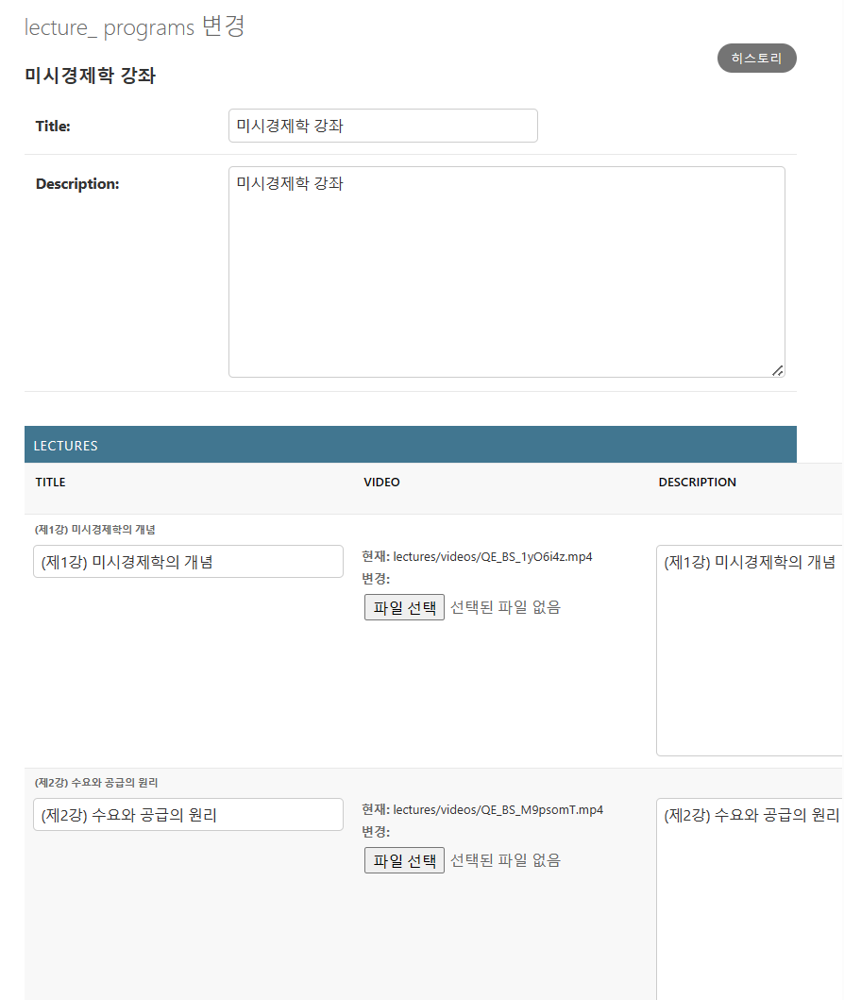 lecture_ programs 변경
히스토리
미시경제학 강좌
Title:
미시경제학 강좌
Description:
미시경제학 강좌
LECTURES
TITLE VIDEO DESCRIPTION
(제1강) 미시경제학의 개념
(제1강) 미시경제학의 개념
현재: lectures/videos/QE_BS_1yO6i4z.mp4
변경:
파일 선택 선택된 파일 없음
(제1강) 미시경제학의 개념
(제2강) 수요와 공급의 원리
(제2강) 수요와 공급의 원리
현재: lectures/videos/QE_BS_M9psomT.mp4
변경:
파일 선택 선택된 파일 없음
(제2강) 수요와 공급의 원리